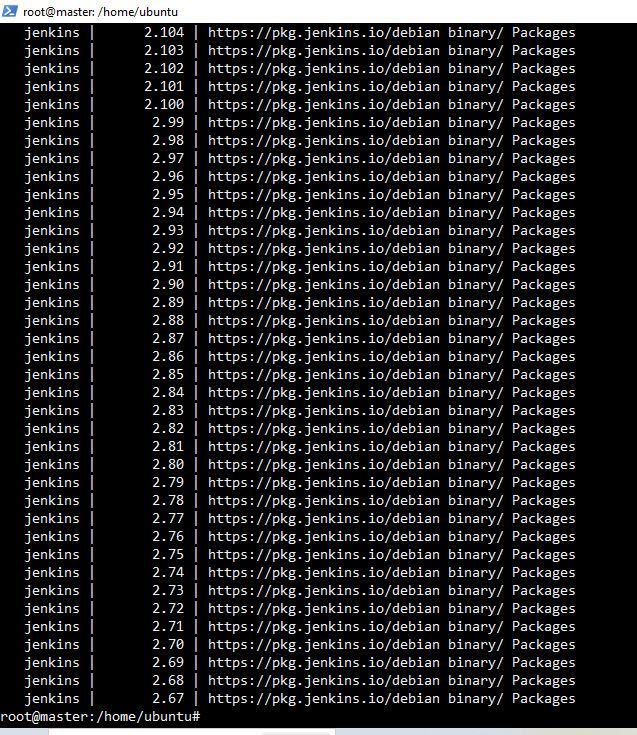 root@master: /home/ubuntu
jenkins | 2.104 | https://pkg.jenkins.io/debian binary/ Packages
jenkins | 2.103 | https://pkg.jenkins.io/debian binary/ Packages
jenkins | 2.102 | https://pkg.jenkins.io/debian binary/ Packages
jenkins | 2.101 | https://pkg.jenkins.io/debian binary/ Packages
jenkins | 2.100 | https://pkg.jenkins.io/debian binary/ Packages
jenkins | 2.99 | https://pkg.jenkins.io/debian binary/ Packages
jenkins | 2.98 | https://pkg.jenkins.io/debian binary/ Packages
jenkins | 2.97 | https://pkg.jenkins.io/debian binary/ Packages
jenkins | 2.96 | https://pkg.jenkins.io/debian binary/ Packages
jenkins | 2.95 | https://pkg.jenkins.io/debian binary/ Packages
jenkins | 2.94 | https://pkg.jenkins.io/debian binary/ Packages
jenkins | 2.93 | https://pkg.jenkins.io/debian binary/ Packages
jenkins | 2.92 | https://pkg.jenkins.io/debian binary/ Packages
jenkins | 2.91 | https://pkg.jenkins.io/debian binary/ Packages
jenkins | 2.90 | https://pkg.jenkins.io/debian binary/ Packages
jenkins | 2.89 | https://pkg.jenkins.io/debian binary/ Packages
jenkins | 2.88 | https://pkg.jenkins.io/debian binary/ Packages
jenkins | 2.87 | https://pkg.jenkins.io/debian binary/ Packages
jenkins | 2.86 | https://pkg.jenkins.io/debian binary/ Packages
jenkins | 2.85 | https://pkg.jenkins.io/debian binary/ Packages
jenkins | 2.84 | https://pkg.jenkins.io/debian binary/ Packages
jenkins | 2.83 | https://pkg.jenkins.io/debian binary/ Packages
jenkins | 2.82 | https://pkg.jenkins.io/debian binary/ Packages
jenkins | 2.81 | https://pkg.jenkins.io/debian binary/ Packages
jenkins | 2.80 | https://pkg.jenkins.io/debian binary/ Packages
jenkins | 2.79 | https://pkg.jenkins.io/debian binary/ Packages
jenkins | 2.78 | https://pkg.jenkins.io/debian binary/ Packages
jenkins | 2.77 | https://pkg.jenkins.io/debian binary/ Packages
jenkins | 2.76 | https://pkg.jenkins.io/debian binary/ Packages
jenkins | 2.75 | https://pkg.jenkins.io/debian binary/ Packages
jenkins | 2.74 | https://pkg.jenkins.io/debian binary/ Packages
jenkins | 2.73 | https://pkg.jenkins.io/debian binary/ Packages
jenkins | 2.72 | https://pkg.jenkins.io/debian binary/ Packages
jenkins | 2.71 | https://pkg.jenkins.io/debian binary/ Packages
jenkins | 2.70 | https://pkg.jenkins.io/debian binary/ Packages
jenkins | 2.69 | https://pkg.jenkins.io/debian binary/ Packages
jenkins | 2.68 | https://pkg.jenkins.io/debian binary/ Packages
jenkins | 2.67 | https://pkg.jenkins.io/debian binary/ Packages
root@master:/home/ubuntu#